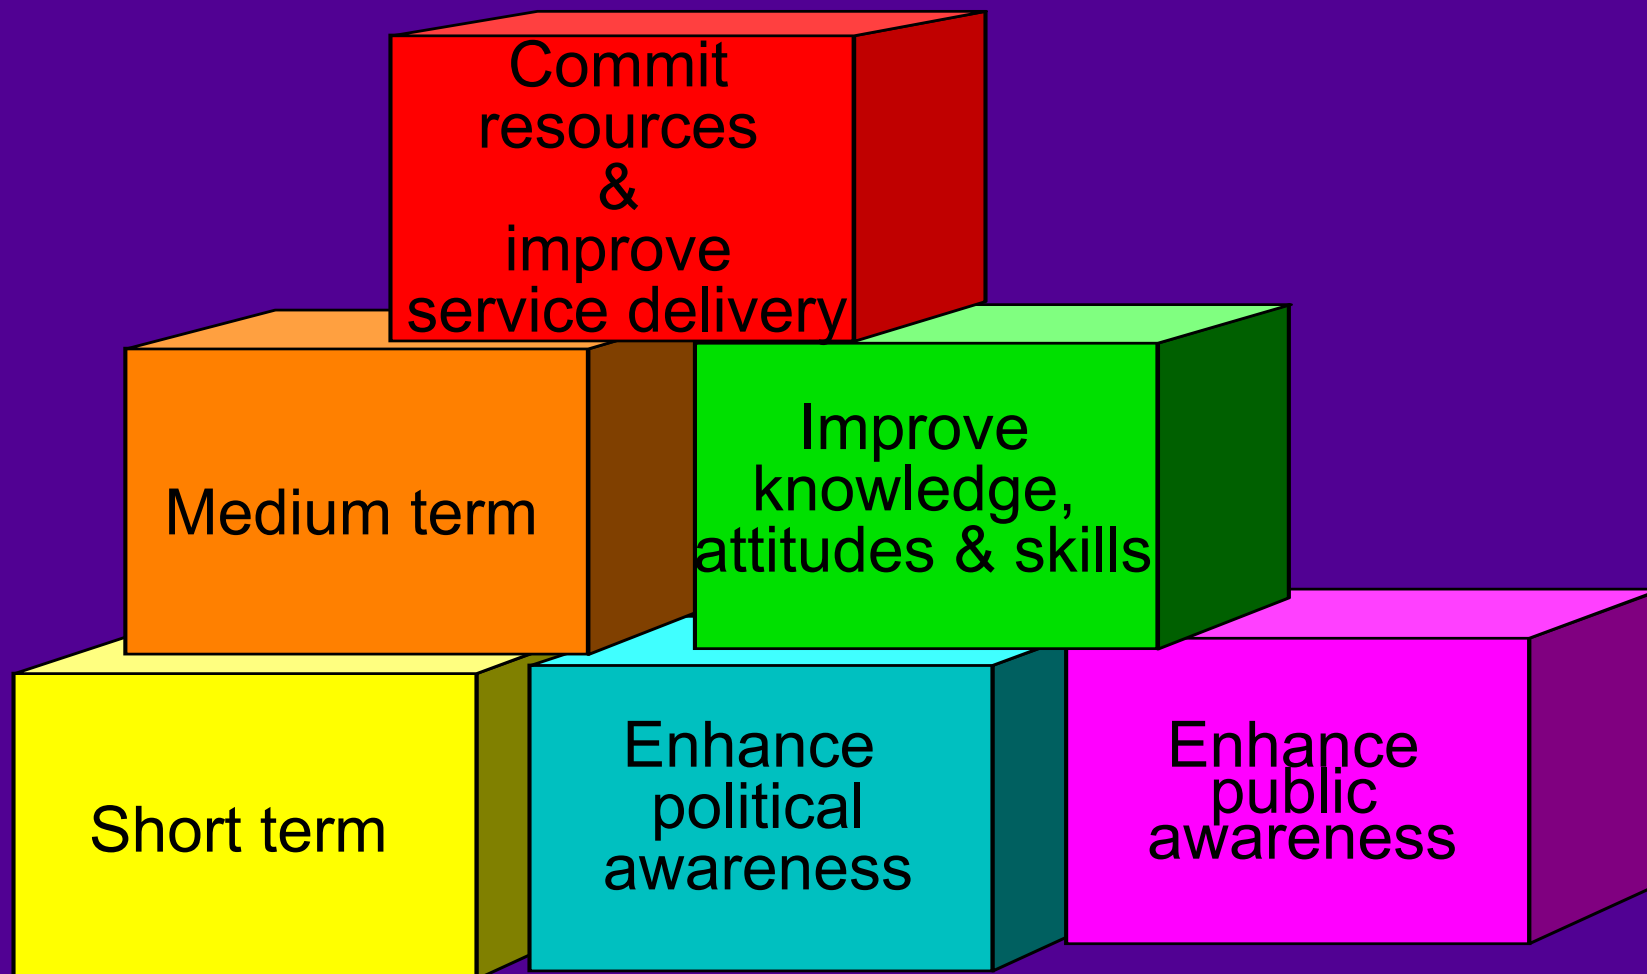 Commit
resources
&
improve
service delivery
Medium term
Improve
knowledge,
attitudes & skills
Short term
Enhance
political
awareness
Enhance
public
awareness